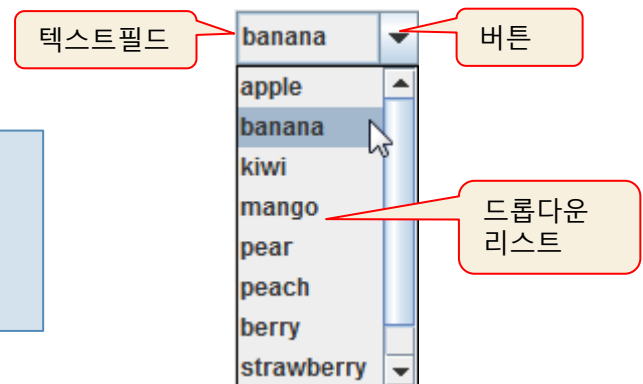 텍스트필드
banana
버튼
apple
banana
kiwi
mango
드롭다운
리스트
pear
peach
berry
strawberry